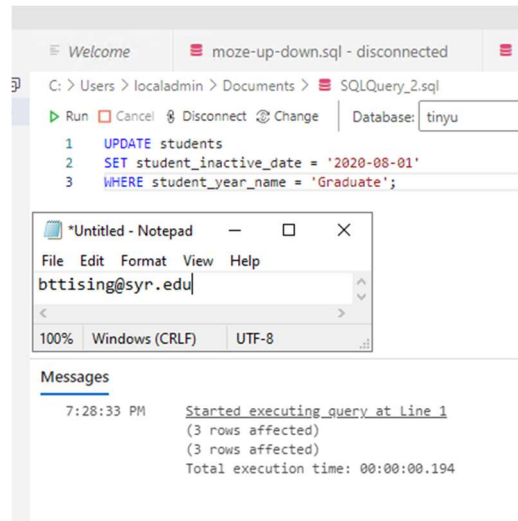 Welcome moze-up-down.sql - disconnected
C: > Users > localadmin > Documents > SQLQuery_2.sql
Run Cancel Disconnect Change Database: tinyu
1 UPDATE students
2 SET student_inactive_date = '2020-08-01'
3 WHERE student_year_name = 'Graduate';
*Untitled - Notepad
File Edit Format View Help
bttising@syr.edu
100% Windows (CRLF) UTF-8
Messages
7:28:33 PM Started executing query at Line 1
(3 rows affected)
(3 rows affected)
Total execution time: 00:00:00.194